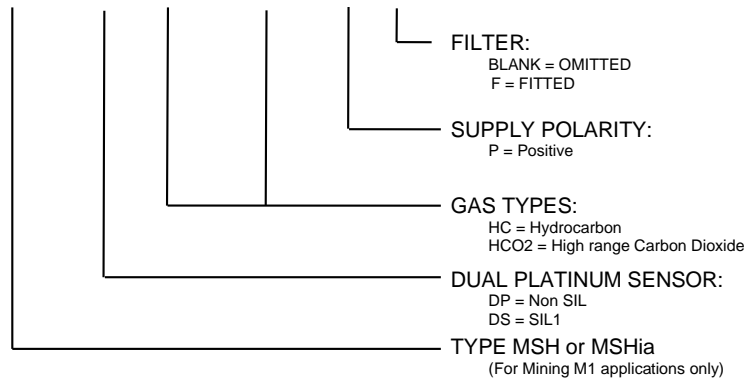 FILTER:
BLANK = OMITTED
F = FITTED
SUPPLY POLARITY:
P = Positive
GAS TYPES:
HC = Hydrocarbon
HCO2 = High range Carbon Dioxide
DUAL PLATINUM SENSOR:
DP = Non SIL
DS = SIL1
TYPE MSH or MSHia
(For Mining M1 applications only)